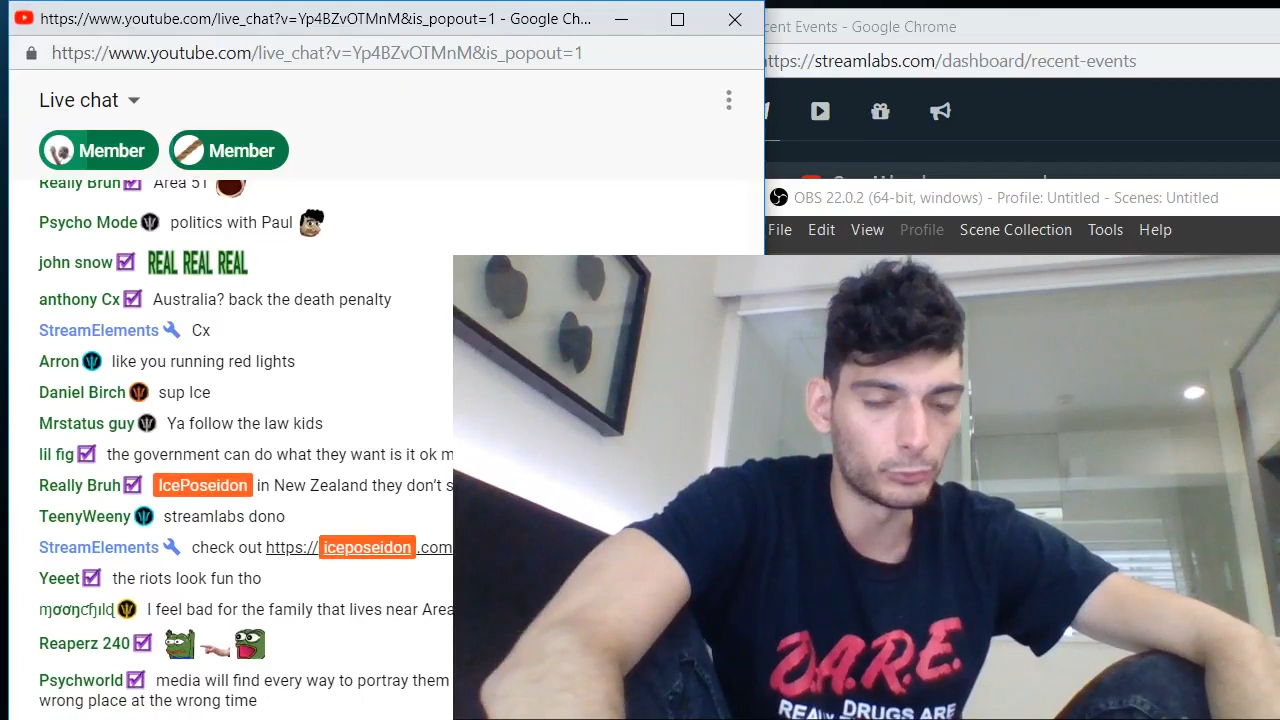 https://www.youtube.com/live_chat?v=Yp4BZvOTMnM&is_popout=1 - Google Ch...
https://www.youtube.com/live_chat?v=Yp4BZvOTMnM&is_popout=1
Live chat
Member Member
Really Bruh Area 51
Psycho Mode politics with Paul
john snow REAL REAL REAL
anthony Cx Australia? back the death penalty
StreamElements Cx
Arron like you running red lights
Daniel Birch sup Ice
Mrstatus guy Ya follow the law kids
lil fig the government can do what they want is it ok m
Really Bruh IcePoseidon in New Zealand they don't s
TeenyWeeny streamlabs dono
StreamElements check out https://iceposeidon.com
Yeeet the riots look fun tho
I feel bad for the family that lives near Area
Reaperz 240
Psychworld media will find every way to portray them
wrong place at the wrong time
cent Events - Google Chrome
ttps://streamlabs.com/dashboard/recent-events
OBS 22.0.2 (64-bit, windows) - Profile: Untitled - Scenes: Untitled
File Edit View Profile Scene Collection Tools Help
D.A.R.E.
DRUGS ARE